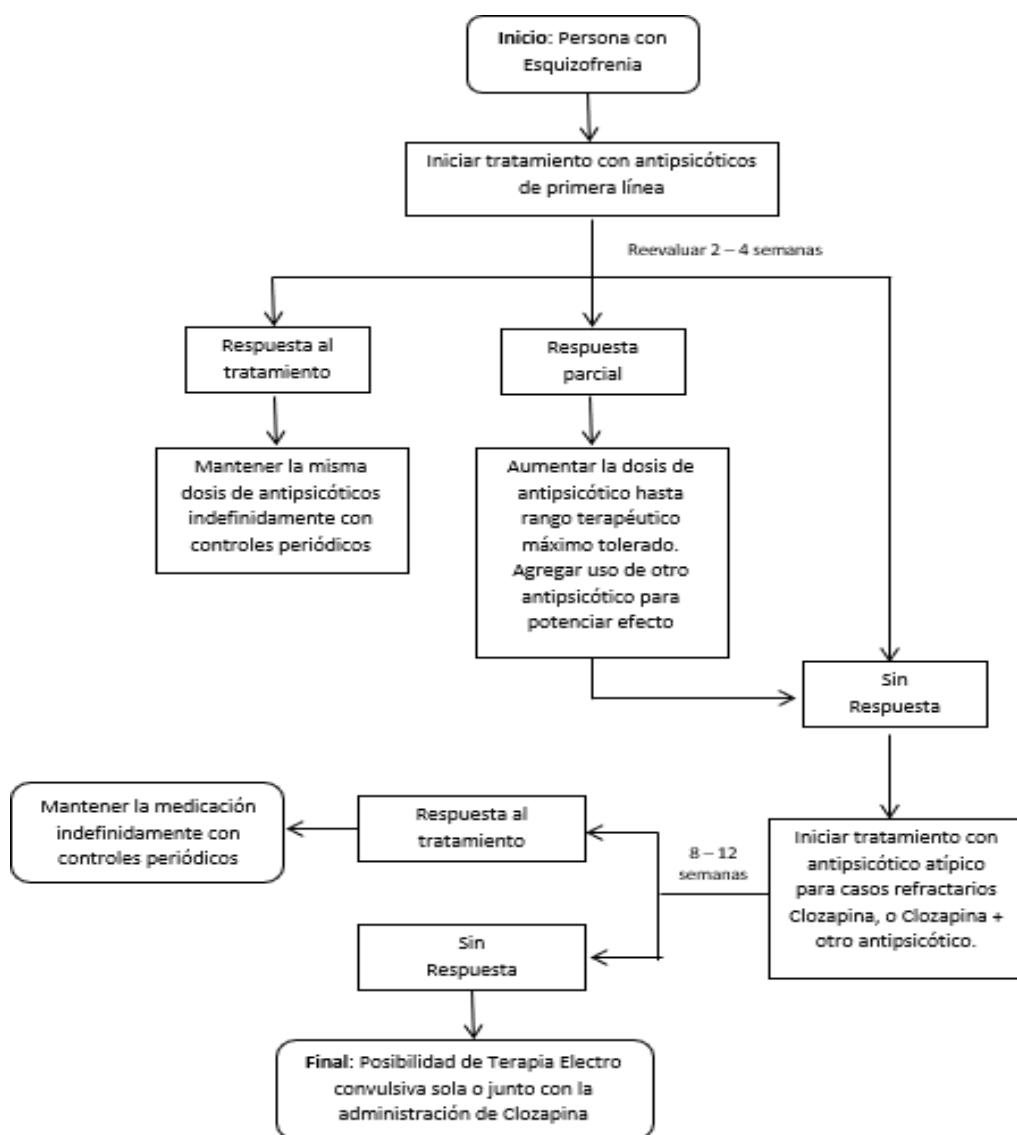 Inicio: Persona con
Esquizofrenia
Iniciar tratamiento con antipsicóticos
de primera línea
Reevaluar 2 – 4 semanas
Respuesta al
tratamiento
Respuesta
parcial
Mantener la misma
dosis de antipsicóticos
indefinidamente con
controles periódicos
Aumentar la dosis de
antipsicótico hasta
rango terapéutico
máximo tolerado.
Agregar uso de otro
antipsicótico para
potenciar efecto
Sin
Respuesta
Mantener la medicación
indefinidamente con
controles periódicos
Respuesta al
tratamiento
8 – 12
semanas
Iniciar tratamiento con
antipsicótico atípico
para casos refractarios
Clozapina, o Clozapina +
otro antipsicótico.
Sin
Respuesta
Final: Posibilidad de Terapia Electro
convulsiva sola o junto con la
administración de Clozapina